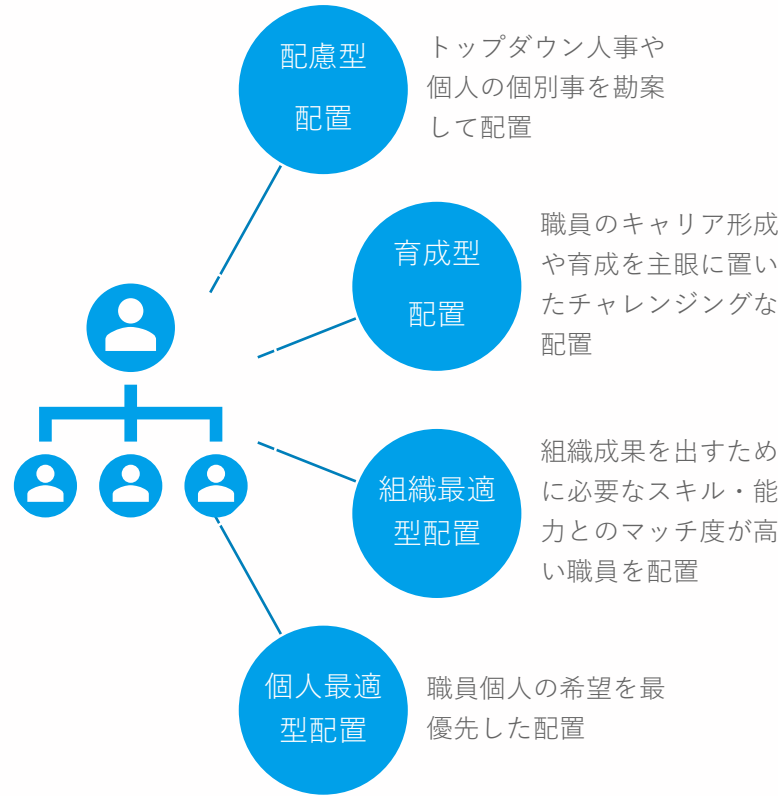 配慮型
配置
トップダウン人事や
個人の個別事を勘案
して配置
育成型
配置
職員のキャリア形成
や育成を主眼に置い
たチャレンジングな
配置
組織最適
型配置
組織成果を出すため
に必要なスキル・能
力とのマッチ度が高
い職員を配置
個人最適
型配置
職員個人の希望を最
優先した配置